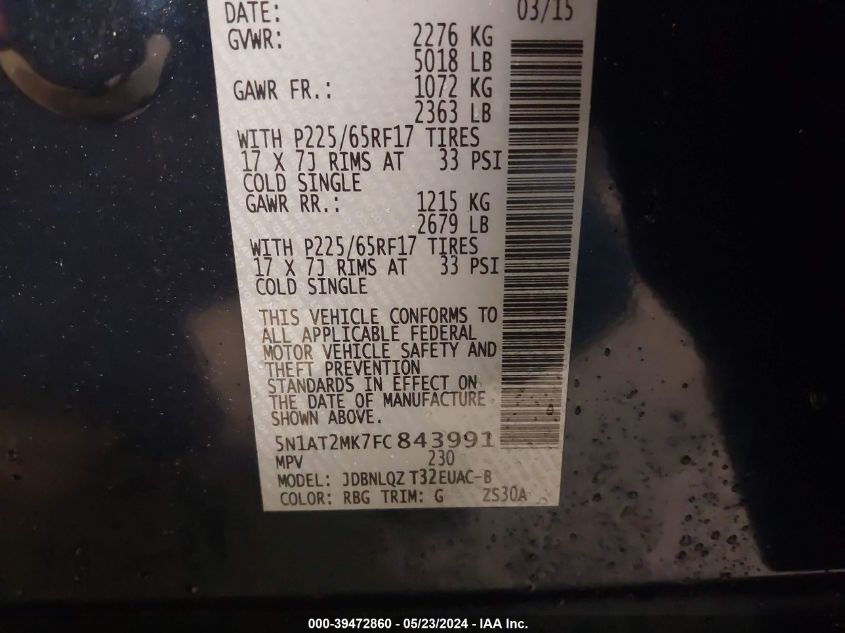 DATE: 03/15
GVWR: 2276 KG
5018 LB
GAWR FR.: 1072 KG
2363 LB
WITH P225/65RF17 TIRES
17 X 7J RIMS AT 33 PSI
COLD SINGLE
GAWR RR.: 1215 KG
2679 LB
WITH P225/65RF17 TIRES
17 X 7J RIMS AT 33 PSI
COLD SINGLE
THIS VEHICLE CONFORMS TO
ALL APPLICABLE FEDERAL
MOTOR VEHICLE SAFETY AND
THEFT PREVENTION
STANDARDS IN EFFECT ON
THE DATE OF MANUFACTURE
SHOWN ABOVE.
5N1AT2MK7FC843991
MPV 230
MODEL: JDBNLQZ T32EUAC-B
COLOR: RBG TRIM: G ZS30A
000-39472860 - 05/23/2024 - IAA Inc.